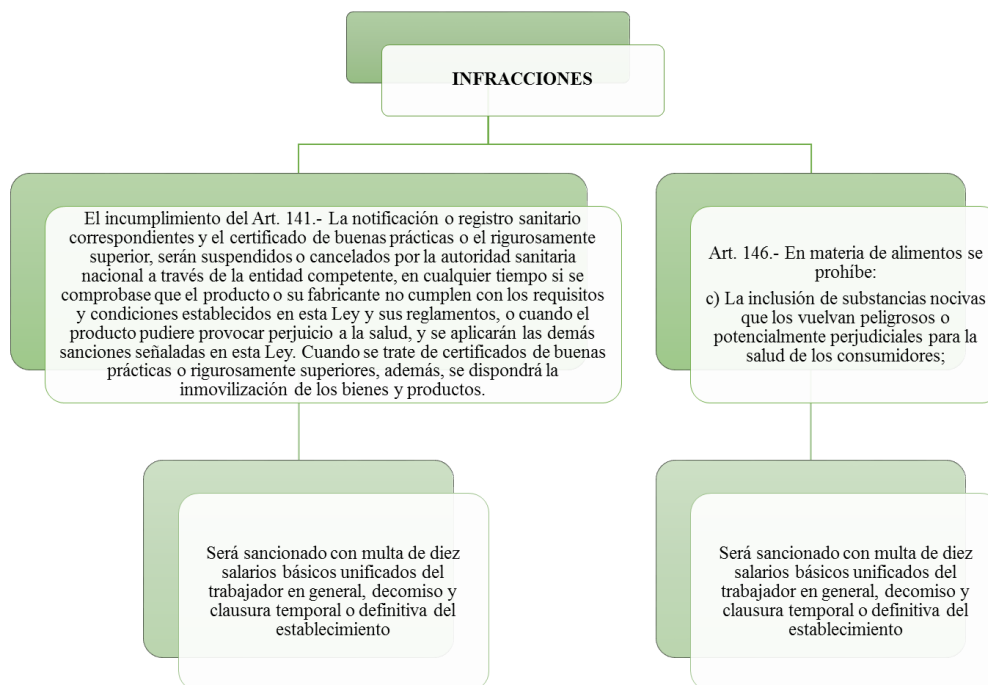 INFRACCIONES
El incumplimiento del Art. 141.- La notificación o registro sanitario
correspondientes y el certificado de buenas prácticas o el rigurosamente
superior, serán suspendidos o cancelados por la autoridad sanitaria
nacional a través de la entidad competente, en cualquier tiempo si se
comprobase que el producto o su fabricante no cumplen con los requisitos
y condiciones establecidos en esta Ley y sus reglamentos, o cuando el
producto pudiere provocar perjuicio a la salud, y se aplicarán las demás
sanciones señaladas en esta Ley. Cuando se trate de certificados de buenas
prácticas o rigurosamente superiores, además, se dispondrá la
inmovilización de los bienes y productos.
Art. 146.- En materia de alimentos se
prohíbe:
c) La inclusión de substancias nocivas
que los vuelvan peligrosos o
potencialmente perjudiciales para la
salud de los consumidores;
Será sancionado con multa de diez
salarios básicos unificados del
trabajador en general, decomiso y
clausura temporal o definitiva del
establecimiento
Será sancionado con multa de diez
salarios básicos unificados del
trabajador en general, decomiso y
clausura temporal o definitiva del
establecimiento